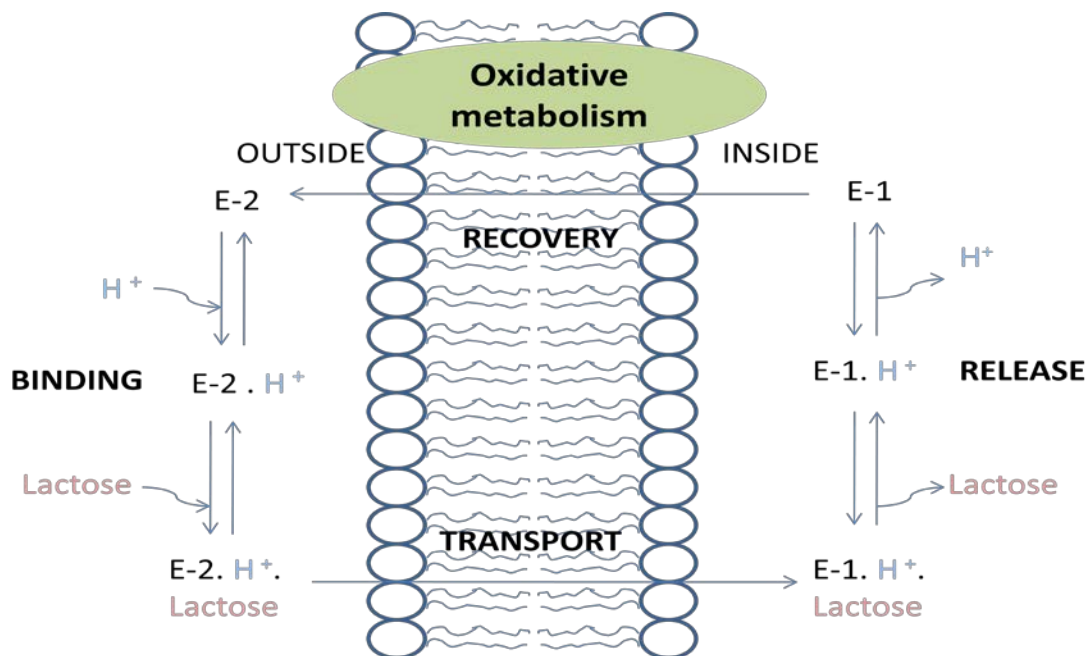 Oxidative
metabolism
OUTSIDE
INSIDE
E-2
E-1
RECOVERY
H +
H +
BINDING
E-2 . H +
E-1. H +
RELEASE
Lactose
Lactose
TRANSPORT
E-2. H +.
Lactose
E-1. H +.
Lactose